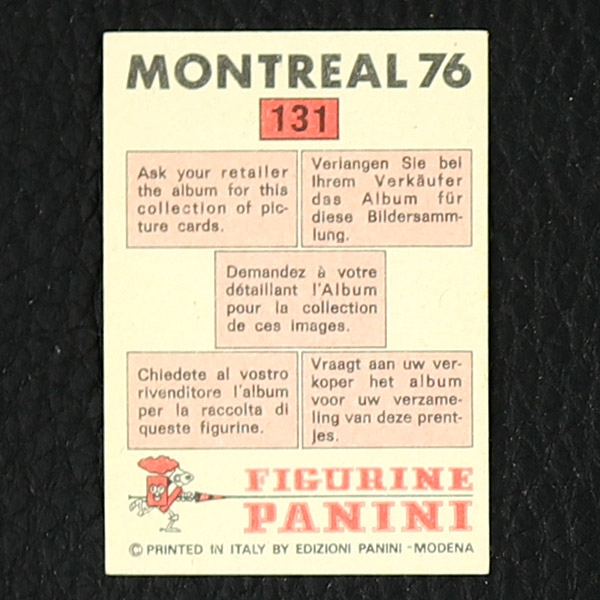 MONTREAL 76
131
Ask your retailer
the album for this
collection of pic-
ture cards.
Verlangen Sie bei
Ihrem Verkäufer
das Album für
diese Bildersamm-
lung.
Demandez à votre
détaillant l'Album
pour la collection
de ces images.
Chiedete al vostro
rivenditore l'album
per la raccolta di
queste figurine.
Vraagt aan uw ver-
koper het album
voor uw verzame-
ling van deze prent-
jes.
FIGURINE
PANINI
© PRINTED IN ITALY BY EDIZIONI PANINI - MODENA